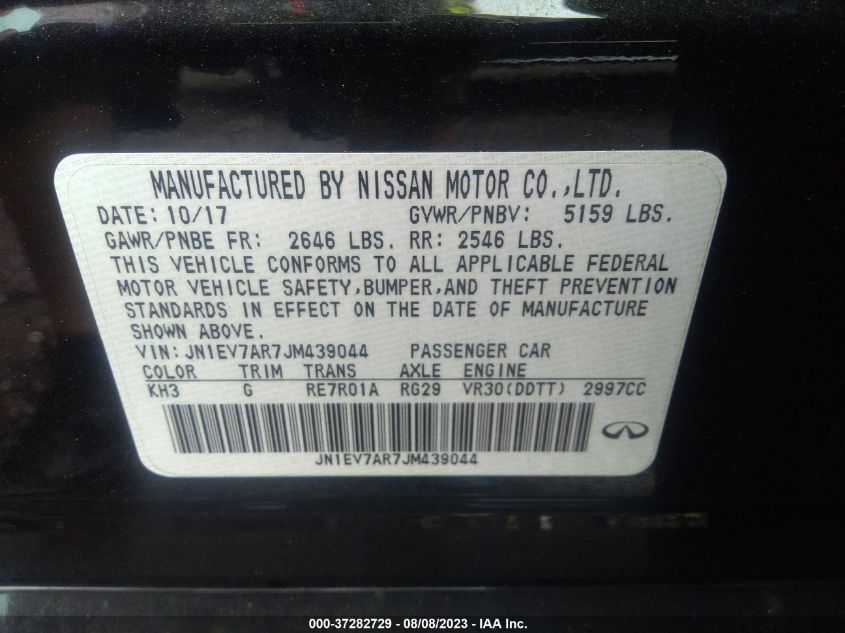 MANUFACTURED BY NISSAN MOTOR CO.,LTD.
DATE: 10/17 GVWR/PNBV: 5159 LBS.
GAWR/PNBE FR: 2646 LBS. RR: 2546 LBS.
THIS VEHICLE CONFORMS TO ALL APPLICABLE FEDERAL
MOTOR VEHICLE SAFETY,BUMPER,AND THEFT PREVENTION
STANDARDS IN EFFECT ON THE DATE OF MANUFACTURE
SHOWN ABOVE.
VIN: JN1EV7AR7JM439044 PASSENGER CAR
COLOR TRIM TRANS AXLE ENGINE
KH3 G RE7R01A RG29 VR30(DDTT) 2997CC
JN1EV7AR7JM439044
000-37282729 - 08/08/2023 - IAA Inc.